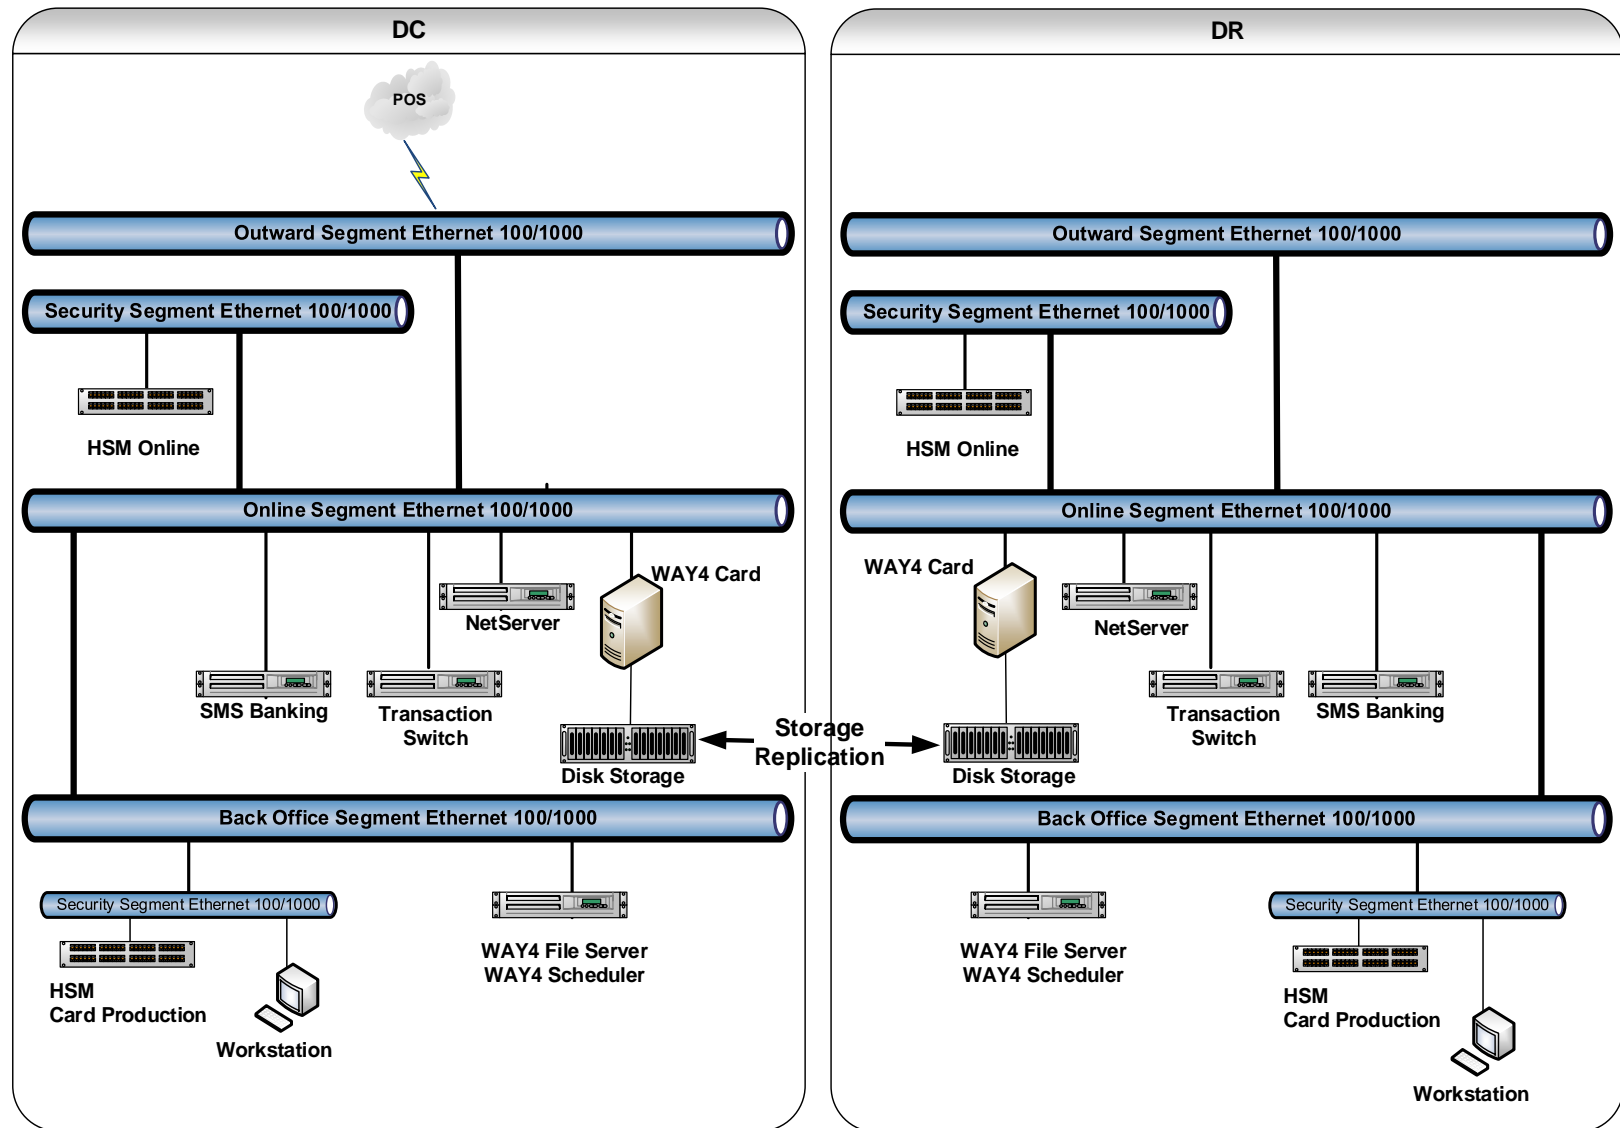 DC
POS
Outward Segment Ethernet 100/1000
Security Segment Ethernet 100/1000
HSM Online
Online Segment Ethernet 100/1000
WAY4 Card
NetServer
SMS Banking
Transaction
Switch
Disk Storage
Storage
Replication
Back Office Segment Ethernet 100/1000
Security Segment Ethernet 100/1000
HSM
Card Production
Workstation
WAY4 File Server
WAY4 Scheduler
DR
Outward Segment Ethernet 100/1000
Security Segment Ethernet 100/1000
HSM Online
Online Segment Ethernet 100/1000
WAY4 Card
NetServer
Transaction
Switch
SMS Banking
Disk Storage
Back Office Segment Ethernet 100/1000
WAY4 File Server
WAY4 Scheduler
Security Segment Ethernet 100/1000
HSM
Card Production
Workstation